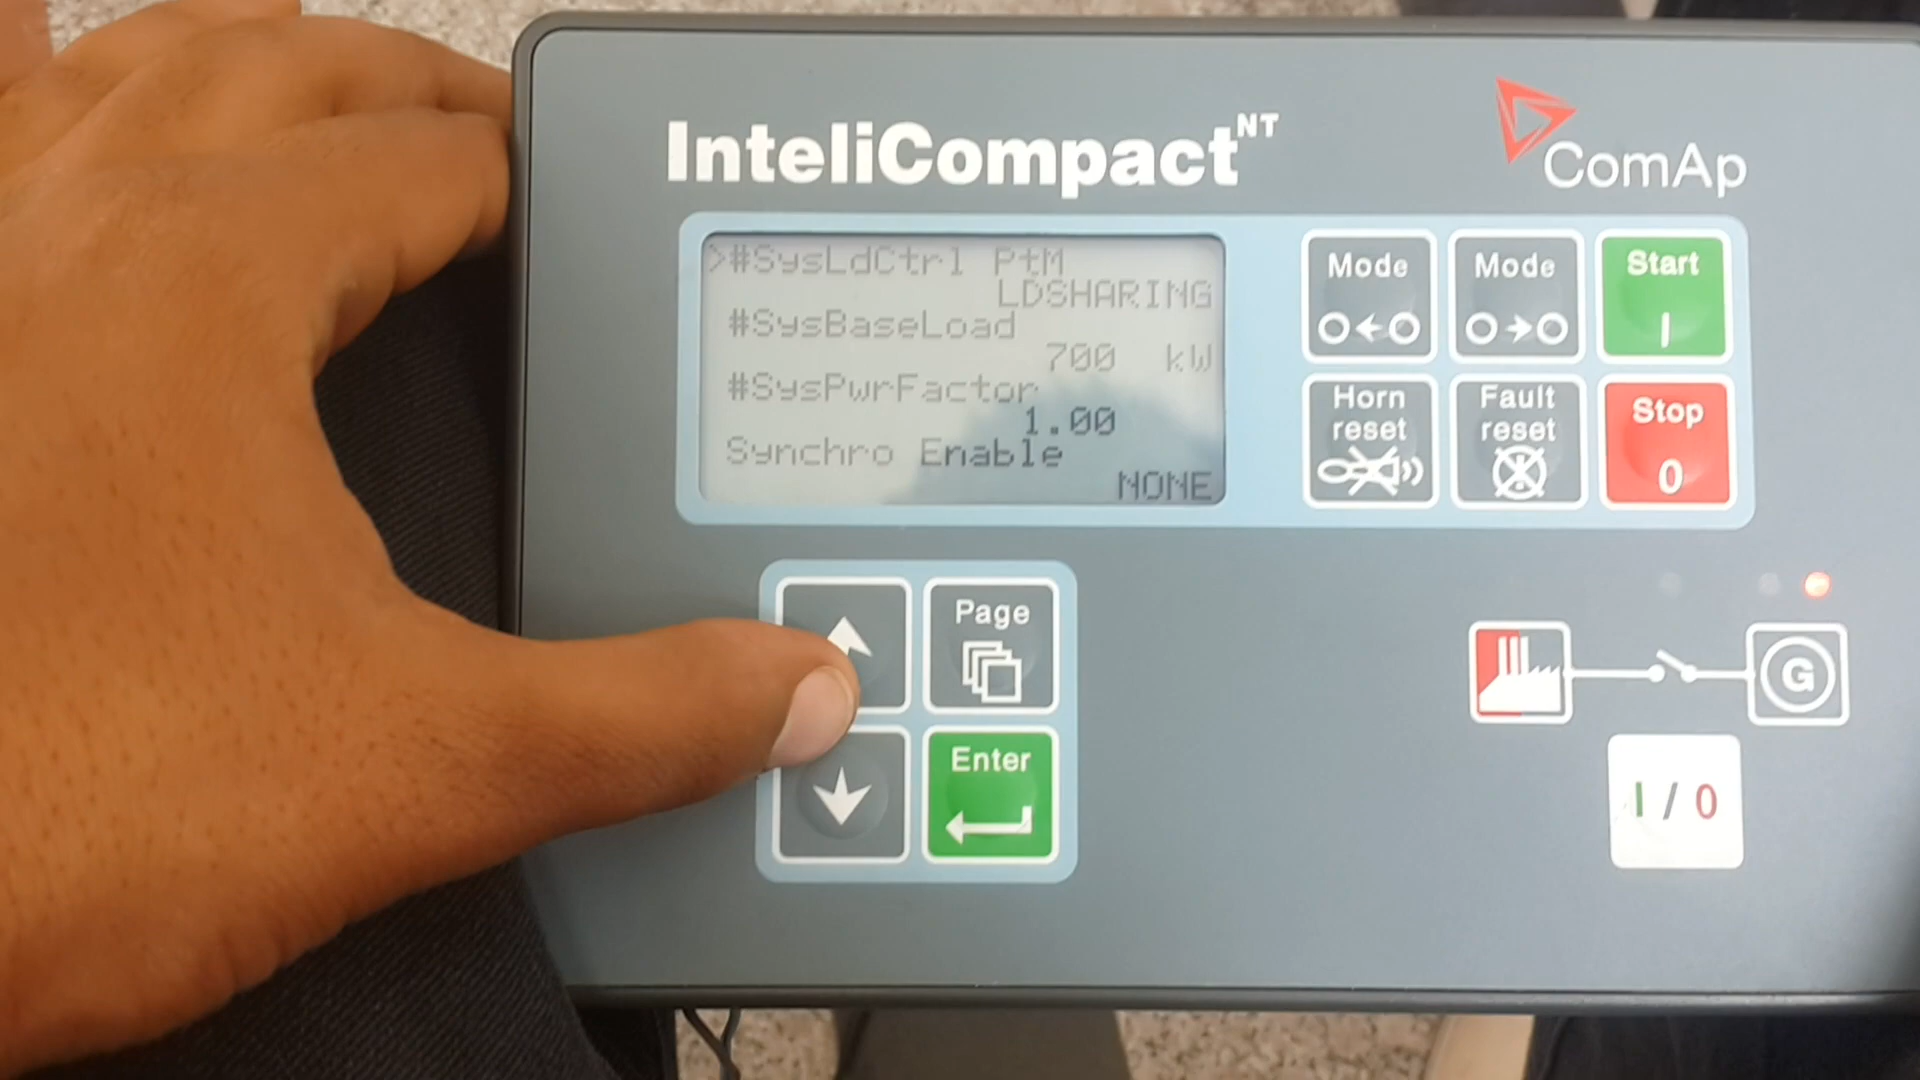 InteliCompact NT
ComAp
>#SysLdCtrl PtM
LDSHARING
#SysBaseLoad
700 kW
#SysPwrFactor
1.00
Synchro Enable
NONE
Mode
Mode
Start
I
Horn
reset
Fault
reset
Stop
0
Page
Enter
G
I / 0